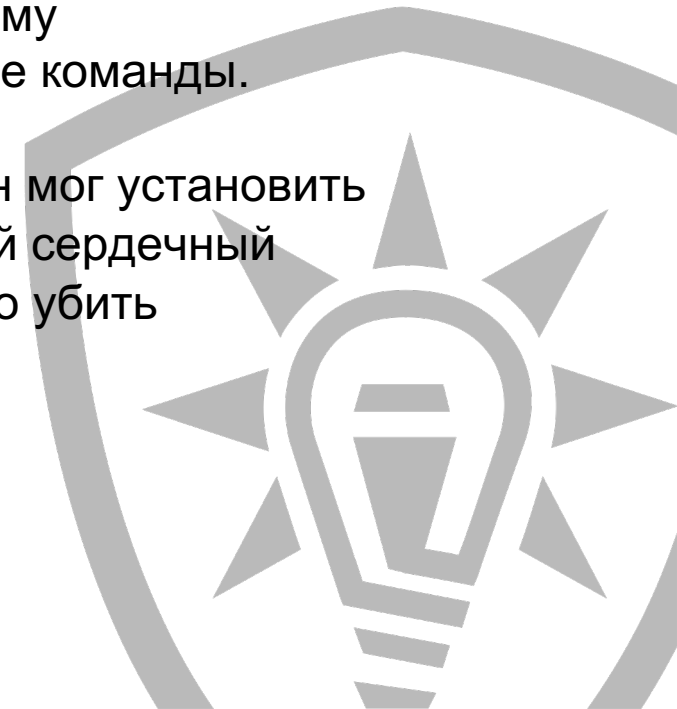 му
е команды.
н мог установить
й сердечный
о убить